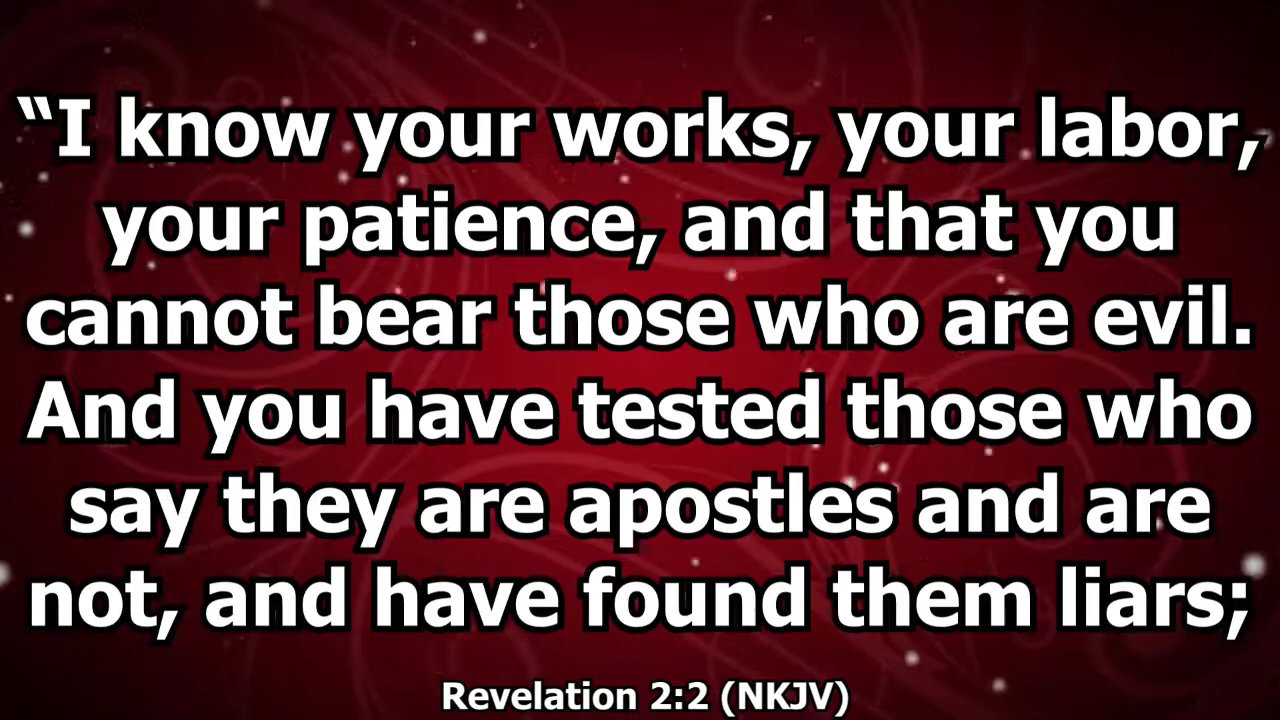 “I know your works, your labor,
your patience, and that you
cannot bear those who are evil.
And you have tested those who
say they are apostles and are
not, and have found them liars;
Revelation 2:2 (NKJV)